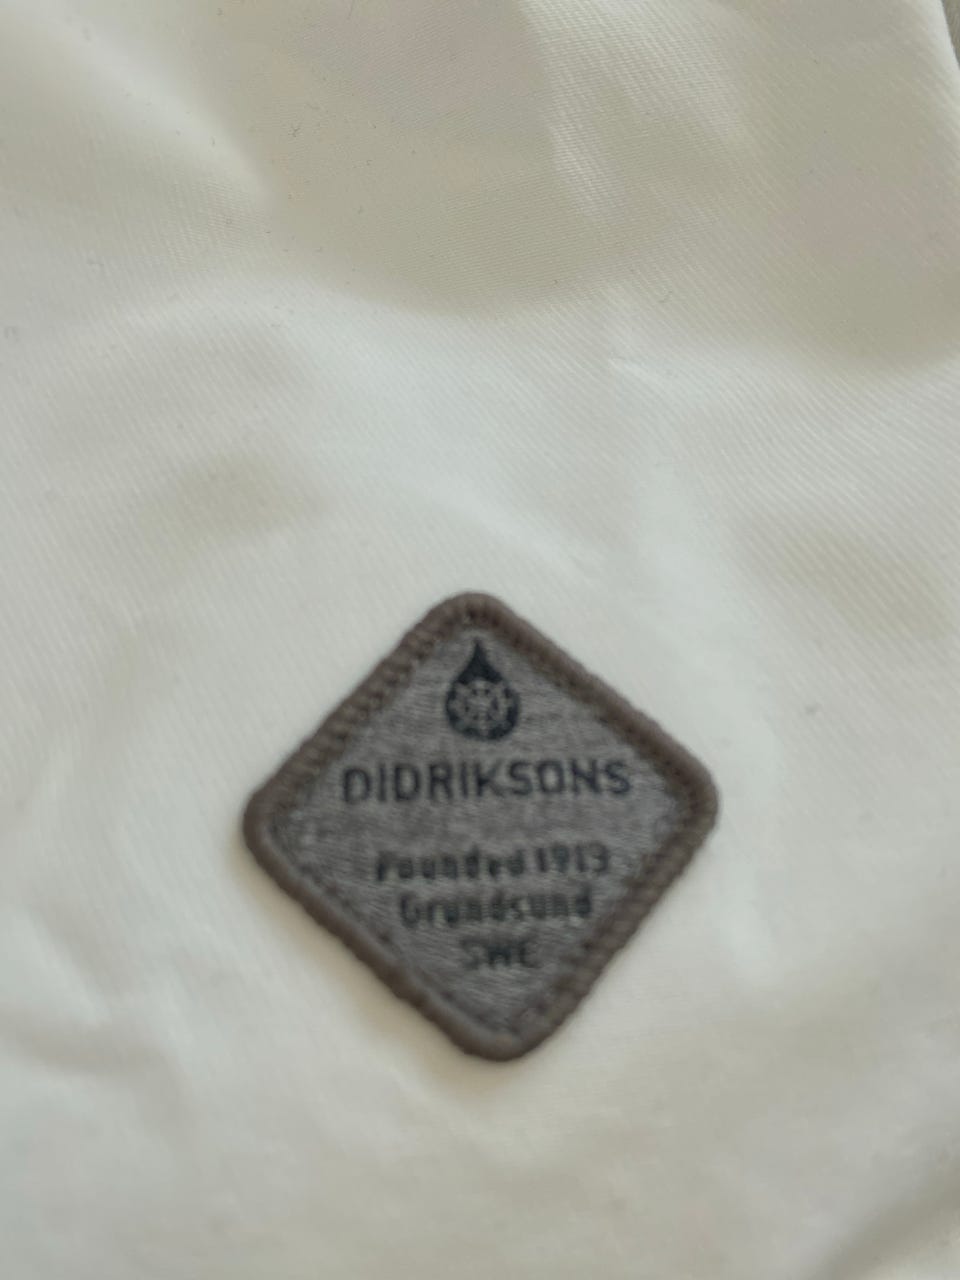 DIDRIKSONS
Founded 1913
Grundsund
SWE